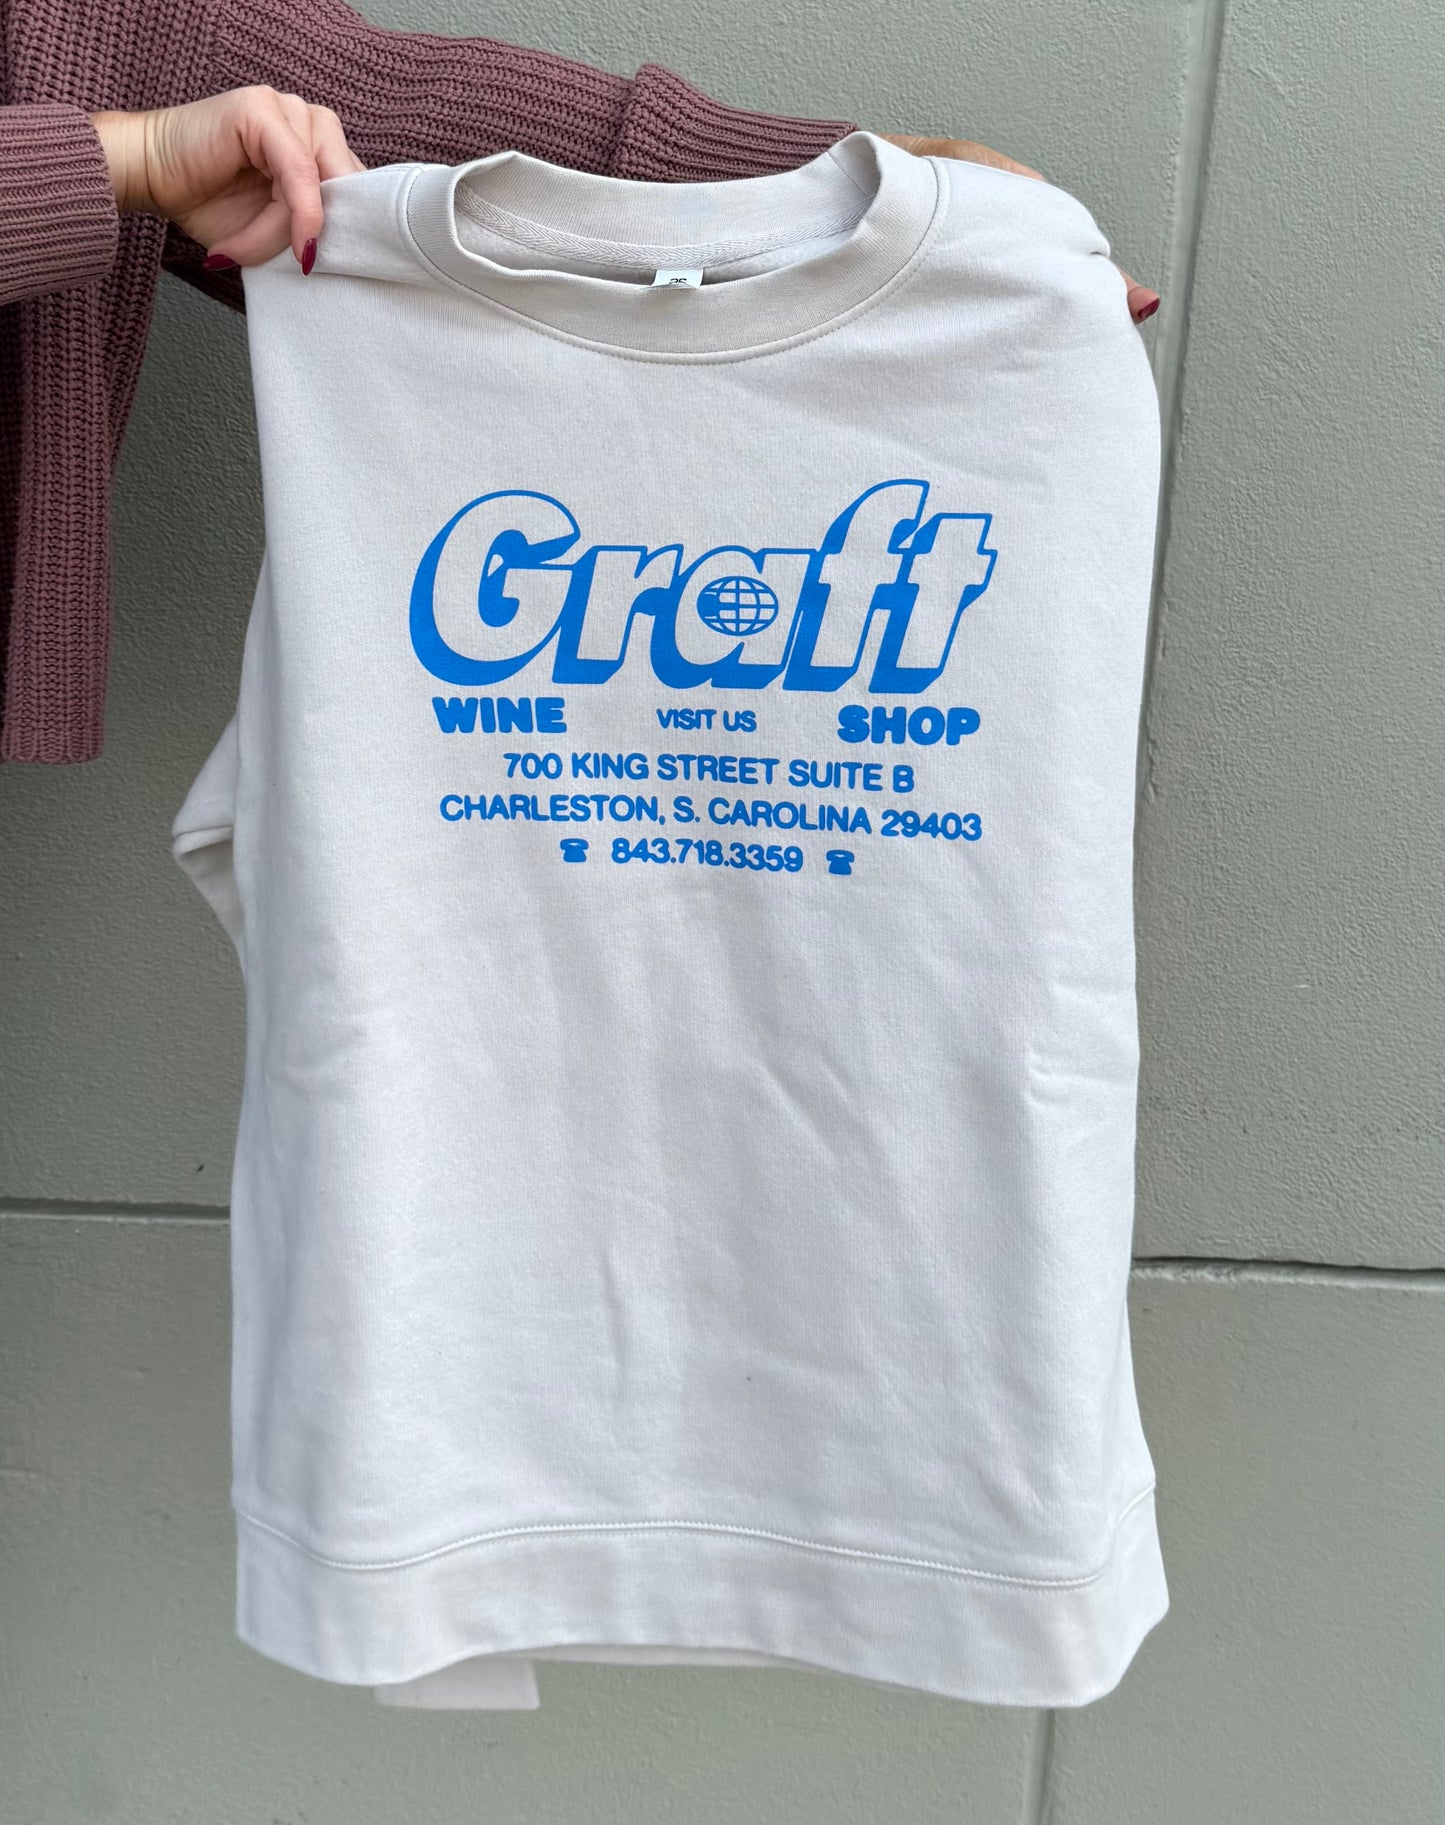 Graft
WINE VISIT US SHOP
700 KING STREET SUITE B
CHARLESTON, S. CAROLINA 29403
☎ 843.718.3359 ☎